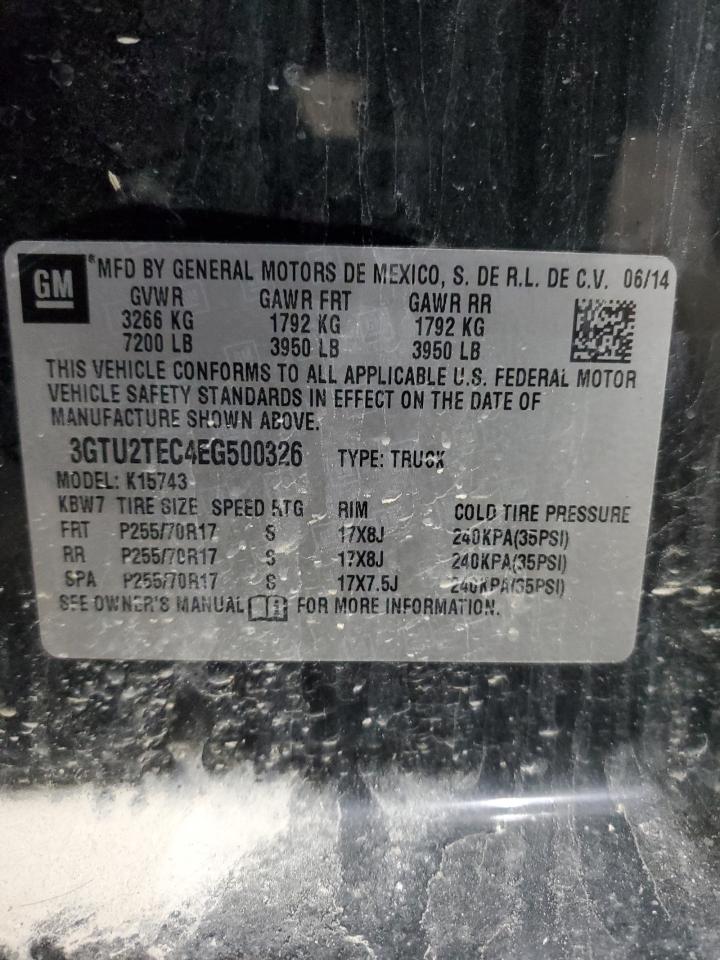 GM
®MFD BY GENERAL MOTORS DE MEXICO, S. DE R.L. DE C.V. 06/14
GVWR GAWR FRT GAWR RR
3266 KG 1792 KG 1792 KG
7200 LB 3950 LB 3950 LB
THIS VEHICLE CONFORMS TO ALL APPLICABLE U.S. FEDERAL MOTOR
VEHICLE SAFETY STANDARDS IN EFFECT ON THE DATE OF
MANUFACTURE SHOWN ABOVE.
3GTU2TEC4EG500326 TYPE: TRUCK
MODEL: K15743
KBW7 TIRE SIZE SPEED RTG RIM COLD TIRE PRESSURE
FRT P255/70R17 S 17X8J 240KPA(35PSI)
RR P255/70R17 S 17X8J 240KPA(35PSI)
SPA P255/70R17 S 17X7.5J 240KPA(35PSI)
SEE OWNER'S MANUAL FOR MORE INFORMATION.